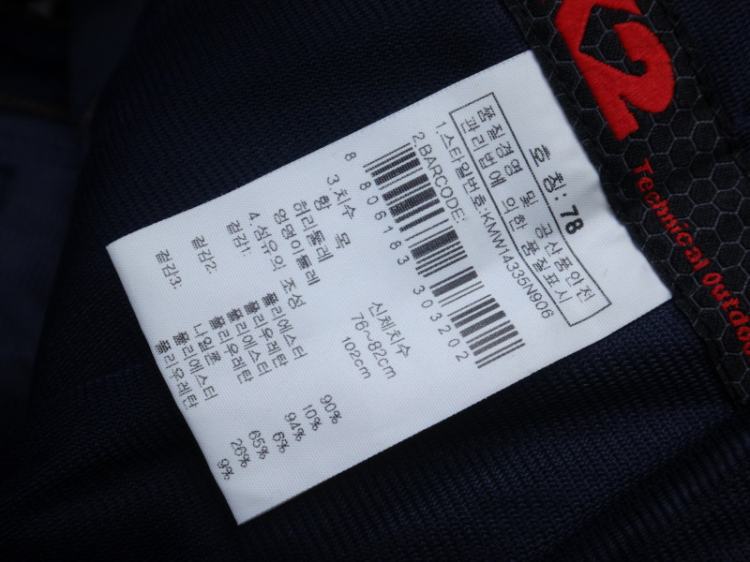 K2
Technical Outdoo
호 칭: 78
품질경영 및 공산품안전
관리법에 의한 품질표시
1.스타일번호:KMW14335N906
2.BARCODE:
8 806183 303202
3.치수
항 목 신체치수
허리둘레 76~82cm
엉덩이둘레 102cm
4.섬유의 조성
겉감1: 폴리에스터 90%
폴리우레탄 10%
겉감2: 폴리에스터 94%
폴리우레탄 6%
겉감3: 나일론 65%
폴리에스터 26%
폴리우레탄 9%